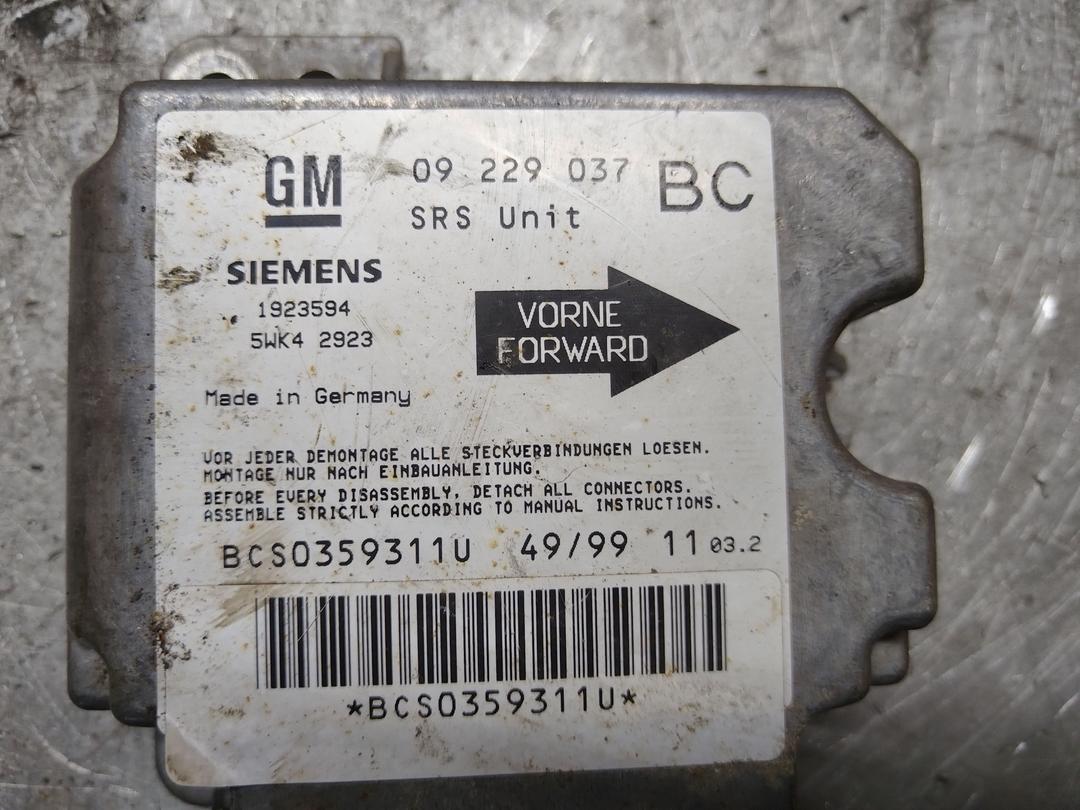 GM 09 229 037 BC
SRS Unit
SIEMENS
1923594
5WK4 2923
VORNE
FORWARD
Made in Germany
VOR JEDER DEMONTAGE ALLE STECKVERBINDUNGEN LOESEN.
MONTAGE NUR NACH EINBAUANLEITUNG.
BEFORE EVERY DISASSEMBLY, DETACH ALL CONNECTORS.
ASSEMBLE STRICTLY ACCORDING TO MANUAL INSTRUCTIONS.
BCS0359311U 49/99 11 03.2
*BCS0359311U*